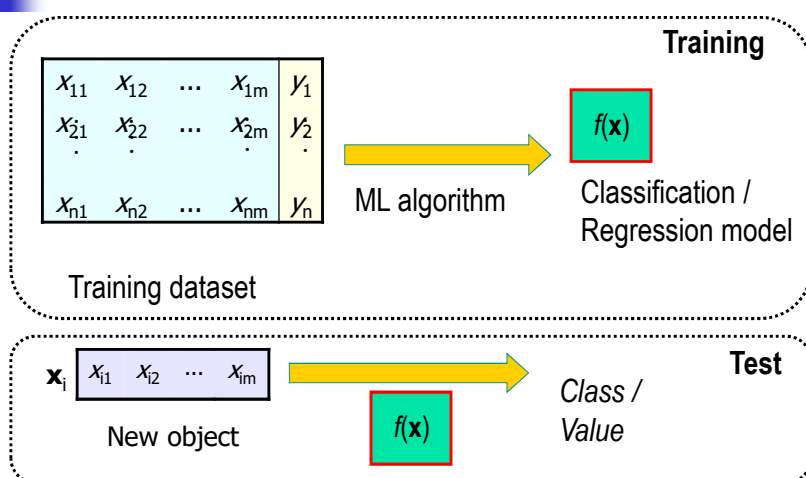 Training
x11 x12 ... x1m y1
x21 x22 ... x2m y2
. . . .
xn1 xn2 ... xnm yn
f(x)
ML algorithm
Classification /
Regression model
Training dataset
Test
xi xi1 xi2 ... xim
Class /
Value
f(x)
New object